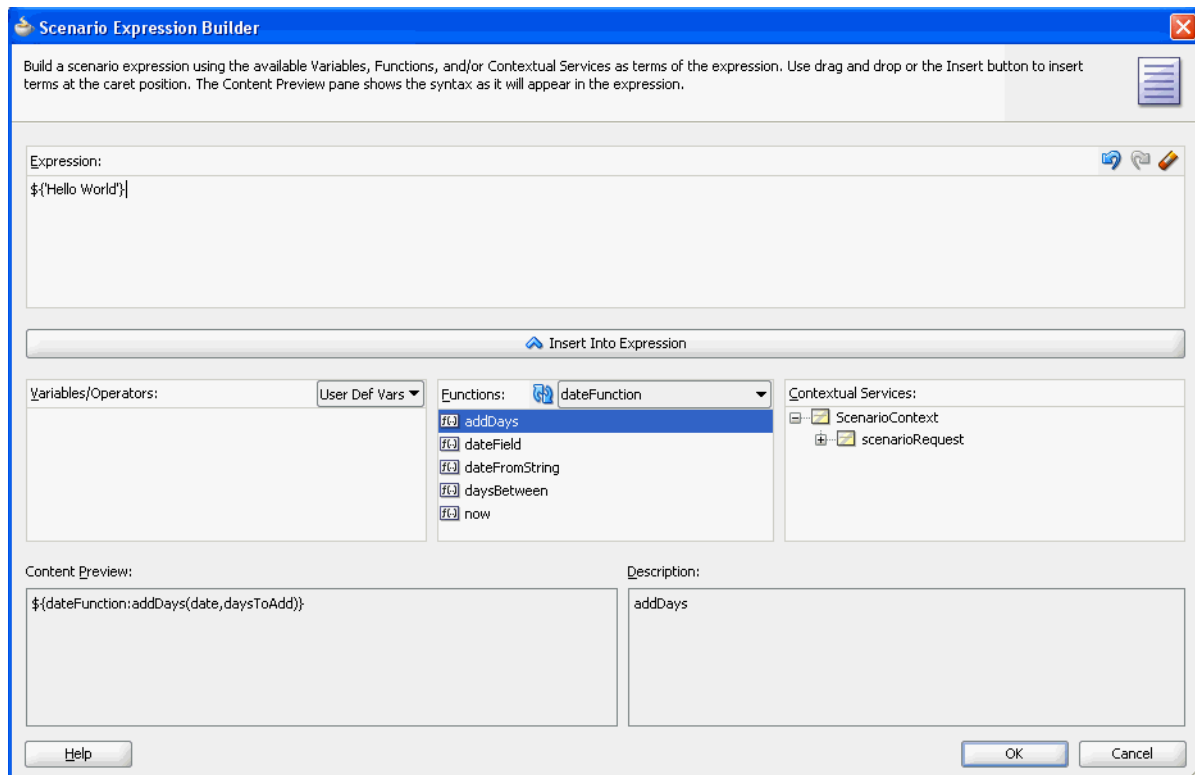 Scenario Expression Builder
Build a scenario expression using the available Variables, Functions, and/or Contextual Services as terms of the expression. Use drag and drop or the Insert button to insert
terms at the caret position. The Content Preview pane shows the syntax as it will appear in the expression.
Expression:
${'Hello World'}
Insert Into Expression
Variables/Operators: User Def Vars
Functions: dateFunction
addDays
dateField
dateFromString
daysBetween
now
Contextual Services:
ScenarioContext
scenarioRequest
Content Preview:
${dateFunction:addDays(date,daysToAdd)}
Description:
addDays
Help OK Cancel